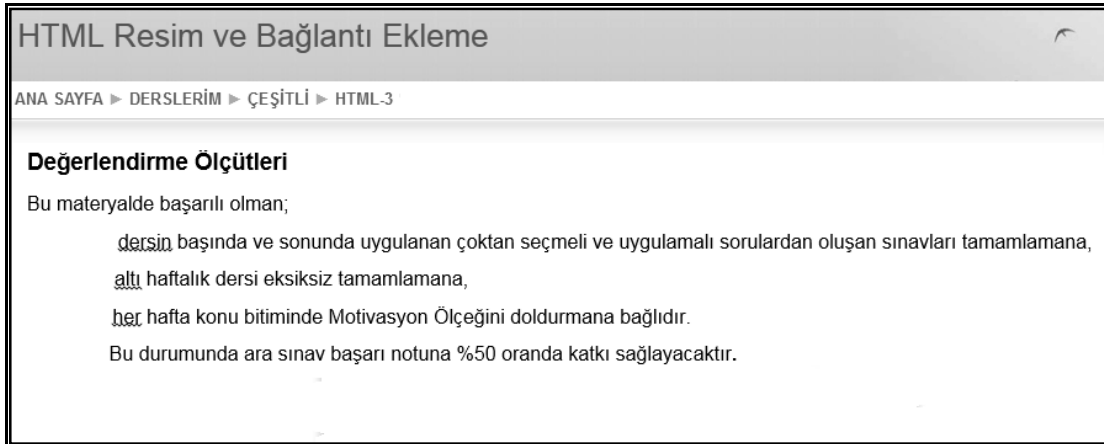 HTML Resim ve Bağlantı Ekleme
ANA SAYFA ► DERSLERİM ► ÇEŞİTLİ ► HTML-3
Değerlendirme Ölçütleri
Bu materyalde başarılı olman;
dersin başında ve sonunda uygulanan çoktan seçmeli ve uygulamalı sorulardan oluşan sınavları tamamlamana,
altı haftalık dersi eksiksiz tamamlamana,
her hafta konu bitiminde Motivasyon Ölçeğini doldurmana bağlıdır.
Bu durumunda ara sınav başarı notuna %50 oranda katkı sağlayacaktır.